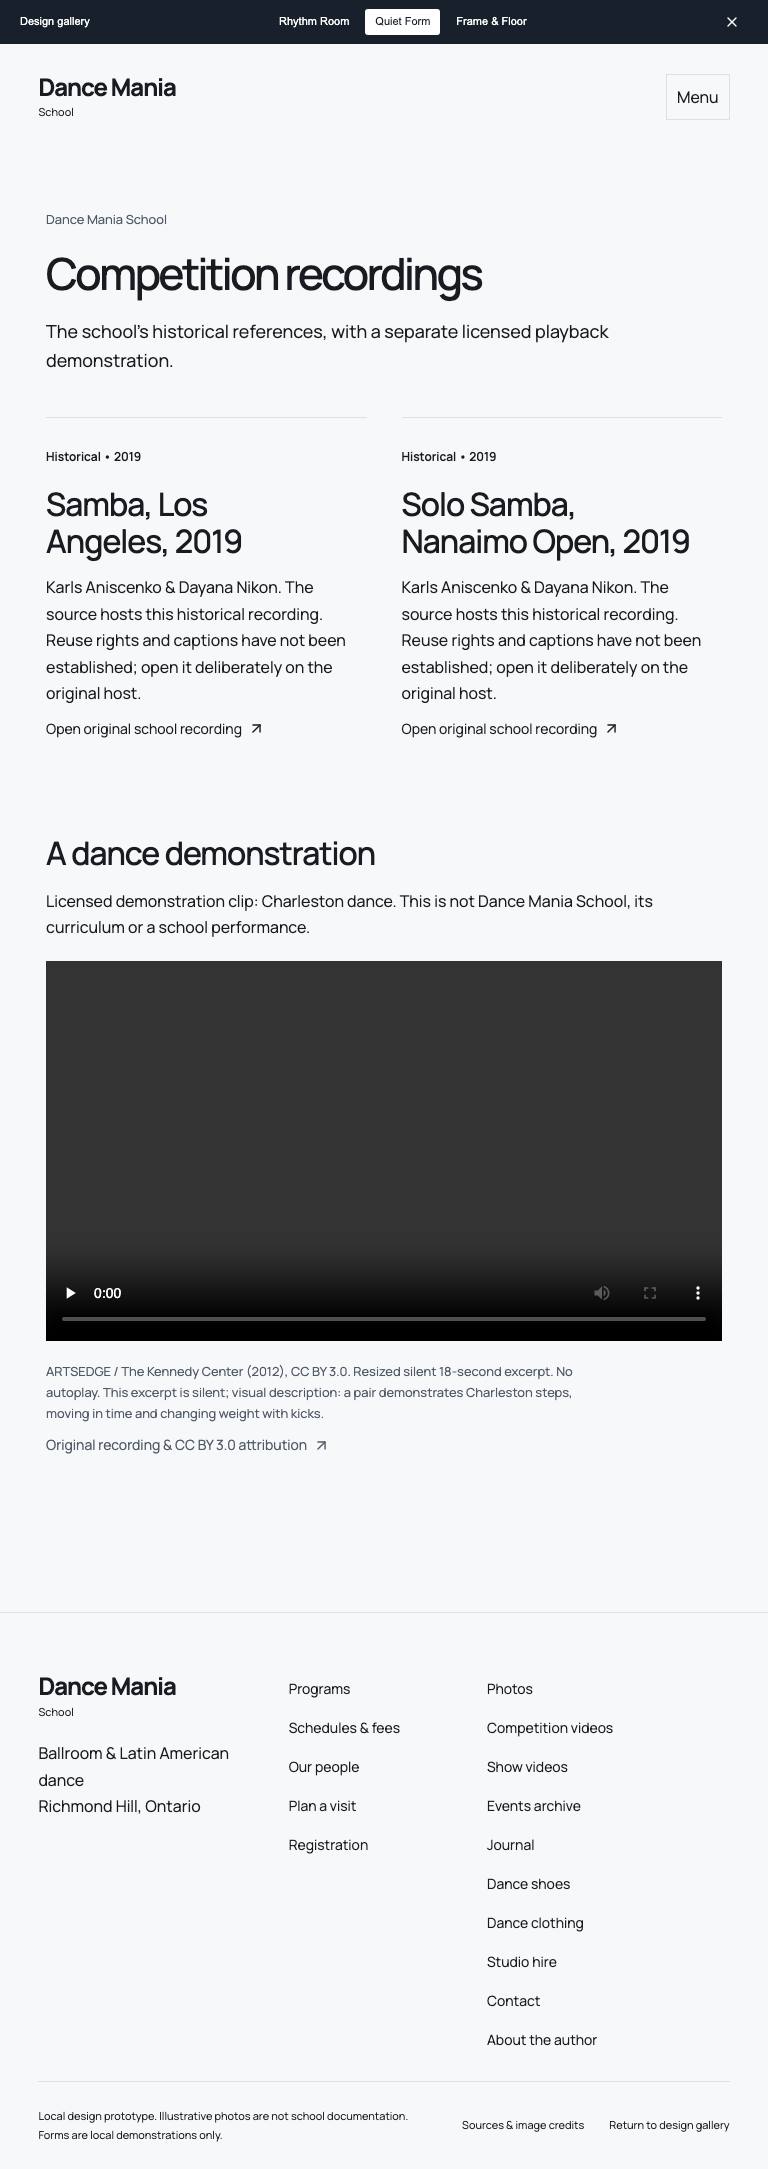 Design gallery
Rhythm Room
Quiet Form
Frame & Floor
Dance Mania
School
Menu
Dance Mania School
Competition recordings
The school's historical references, with a separate licensed playback
demonstration.
Historical • 2019
Samba, Los
Angeles, 2019
Karls Aniscenko & Dayana Nikon. The
source hosts this historical recording.
Reuse rights and captions have not been
established; open it deliberately on the
original host.
Open original school recording
Historical • 2019
Solo Samba,
Nanaimo Open, 2019
Karls Aniscenko & Dayana Nikon. The
source hosts this historical recording.
Reuse rights and captions have not been
established; open it deliberately on the
original host.
Open original school recording
A dance demonstration
Licensed demonstration clip: Charleston dance. This is not Dance Mania School, its
curriculum or a school performance.
0:00
ARTSEDGE / The Kennedy Center (2012), CC BY 3.0. Resized silent 18-second excerpt. No
autoplay. This excerpt is silent; visual description: a pair demonstrates Charleston steps,
moving in time and changing weight with kicks.
Original recording & CC BY 3.0 attribution
Dance Mania
School
Ballroom & Latin American
dance
Richmond Hill, Ontario
Programs
Schedules & fees
Our people
Plan a visit
Registration
Photos
Competition videos
Show videos
Events archive
Journal
Dance shoes
Dance clothing
Studio hire
Contact
About the author
Local design prototype. Illustrative photos are not school documentation.
Forms are local demonstrations only.
Sources & image credits
Return to design gallery